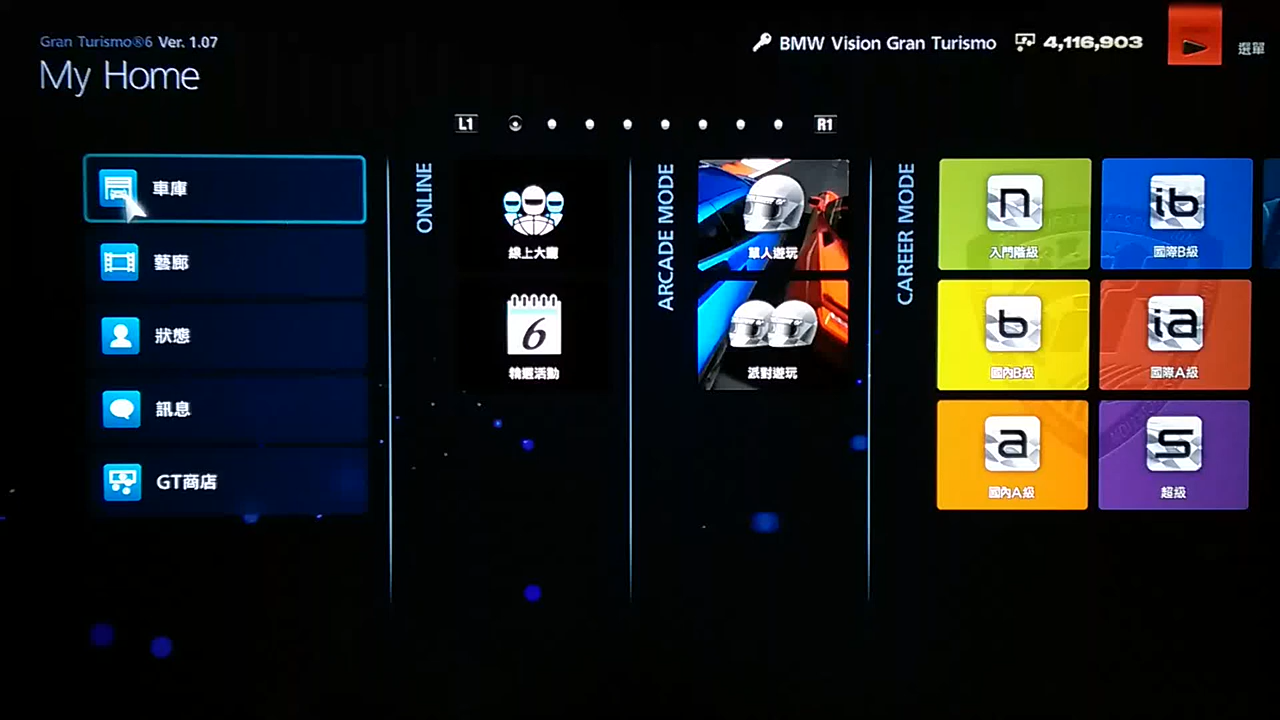 Gran Turismo®6 Ver. 1.07
My Home
BMW Vision Gran Turismo
4,116,903
選單
L1
R1
車庫
藝廊
狀態
訊息
GT商店
ONLINE
線上大廳
6
精選活動
ARCADE MODE
單人遊玩
派對遊玩
CAREER MODE
n
入門階級
ib
國際B級
b
國內B級
ia
國際A級
a
國內A級
S
超級